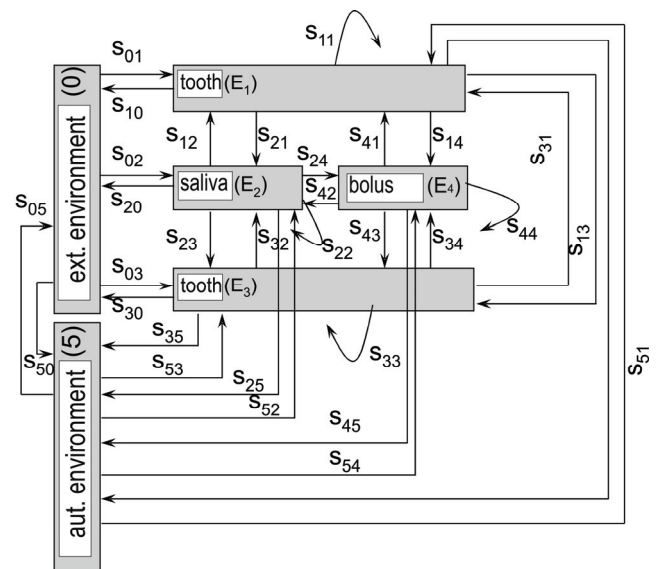 S11
S01
(0)
tooth (E1)
S10
S12
S21
S41
S14
S31
S02
S24
ext. environment
saliva (E2)
bolus (E4)
S42
S20
S05
S23
S32
S22
S43
S34
S44
S13
S03
tooth (E3)
S30
S35
S33
S51
(5)
S50
S53
S25
S52
aut. environment
S45
S54